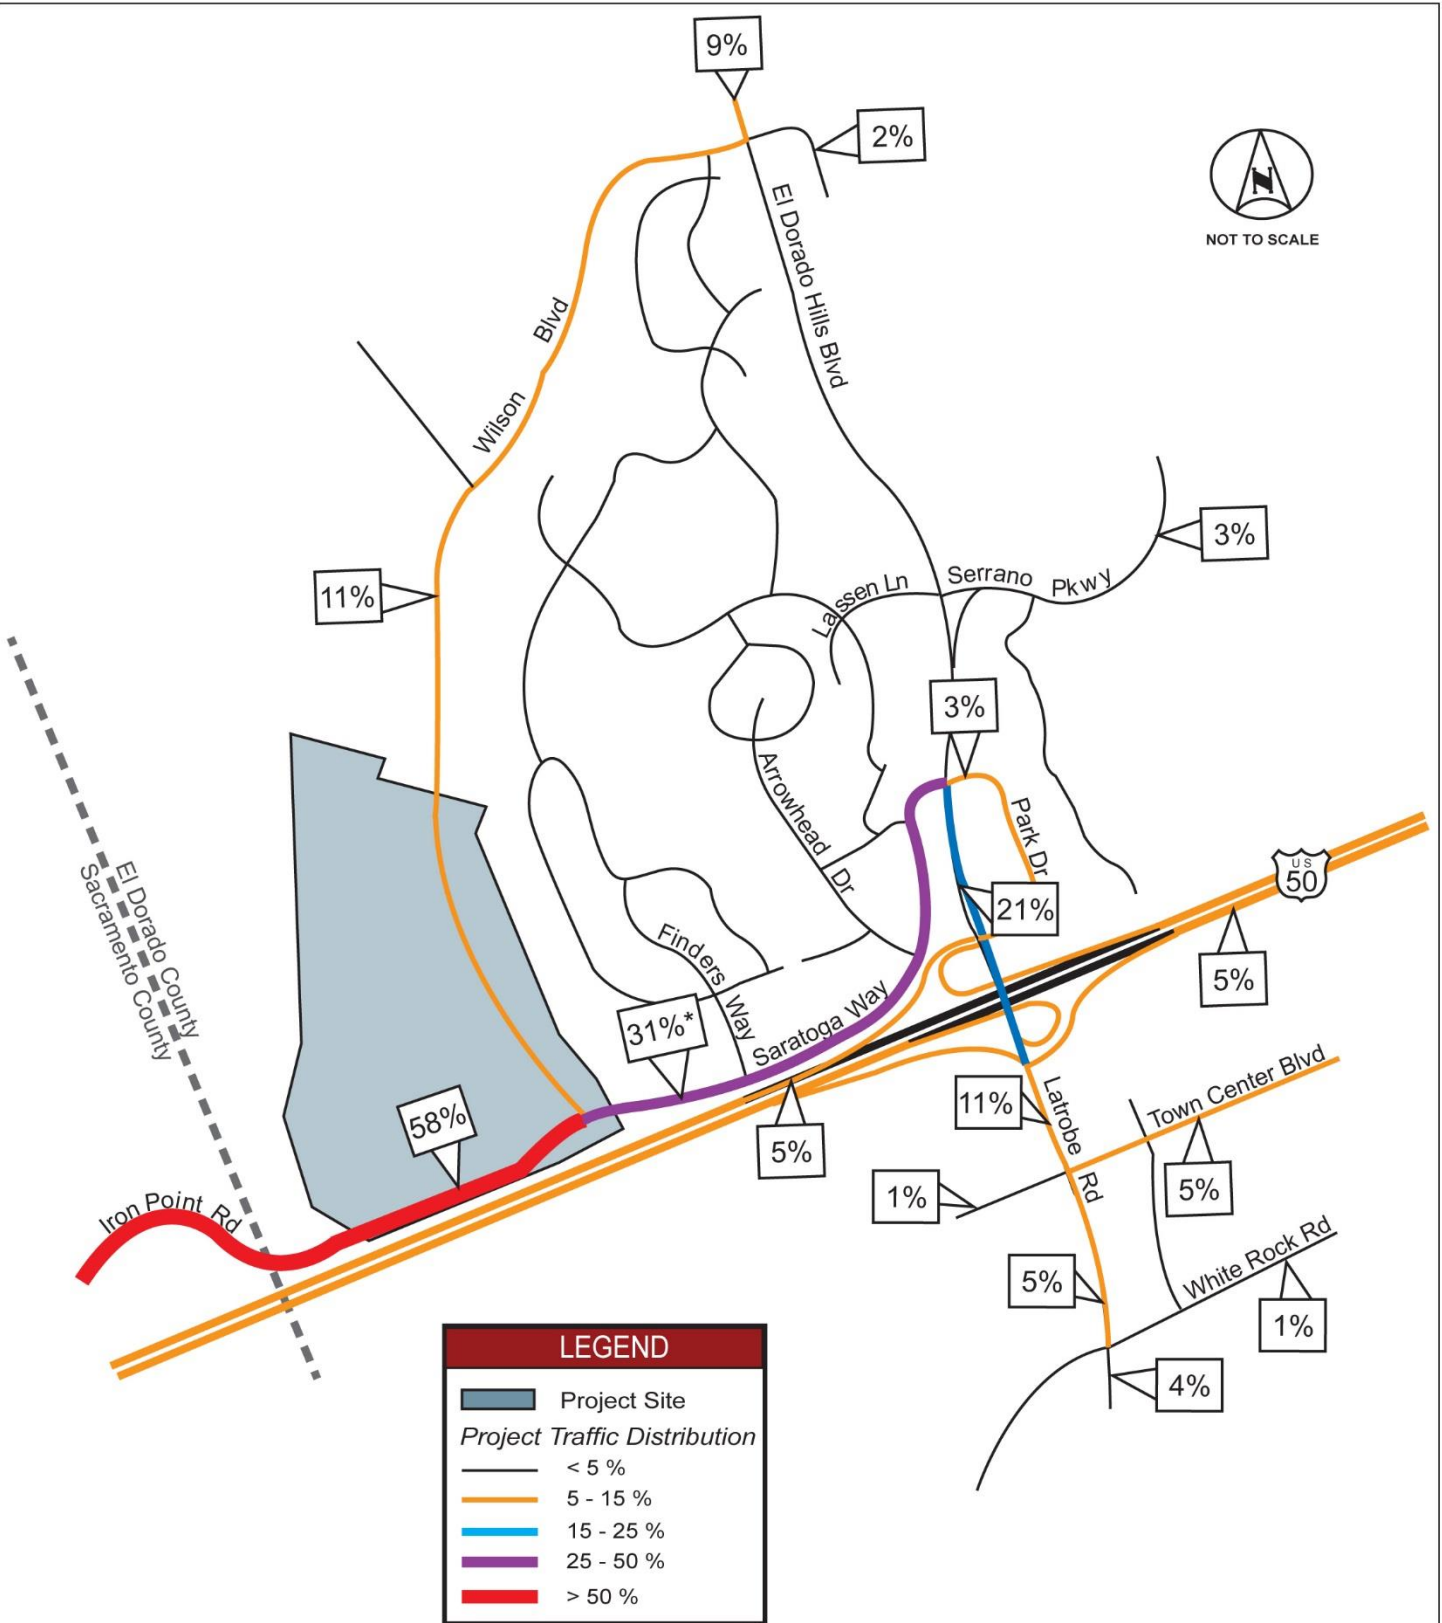 9%
2%
N
NOT TO SCALE
El Dorado Hills Blvd
Wilson Blvd
3%
11%
Lassen Ln
Serrano Pkwy
3%
Arrowhead Dr
Park Dr
US
50
El Dorado County
Sacramento County
21%
Finders Way
5%
31%*
Saratoga Way
58%
5%
11%
Latrobe Rd
Town Center Blvd
1%
5%
Iron Point Rd
5%
White Rock Rd
1%
4%
LEGEND
Project Site
Project Traffic Distribution
< 5 %
5 - 15 %
15 - 25 %
25 - 50 %
> 50 %